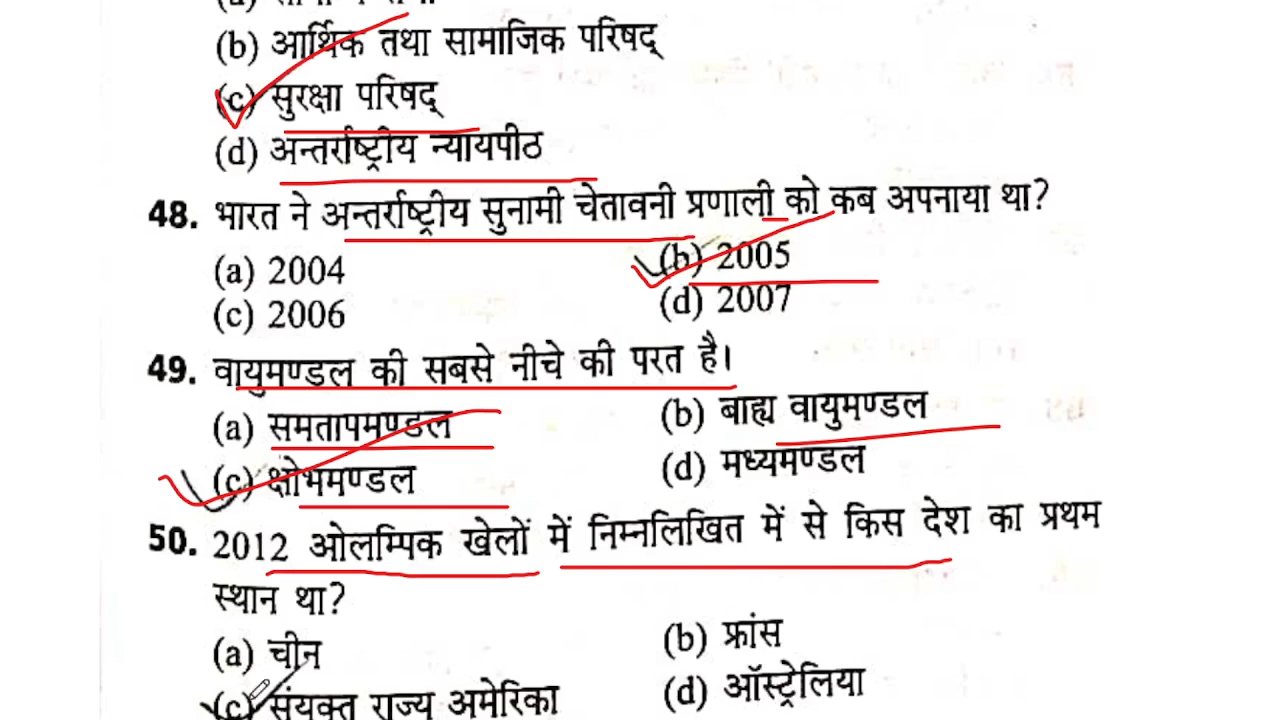 (b) आर्थिक तथा सामाजिक परिषद्
(c) सुरक्षा परिषद्
(d) अन्तर्राष्ट्रीय न्यायपीठ
48. भारत ने अन्तर्राष्ट्रीय सुनामी चेतावनी प्रणाली को कब अपनाया था?
(a) 2004 (b) 2005
(c) 2006 (d) 2007
49. वायुमण्डल की सबसे नीचे की परत है।
(a) समतापमण्डल (b) बाह्य वायुमण्डल
(c) क्षोभमण्डल (d) मध्यमण्डल
50. 2012 ओलम्पिक खेलों में निम्नलिखित में से किस देश का प्रथम
स्थान था?
(a) चीन (b) फ्रांस
(c) संयुक्त राज्य अमेरिका (d) ऑस्ट्रेलिया